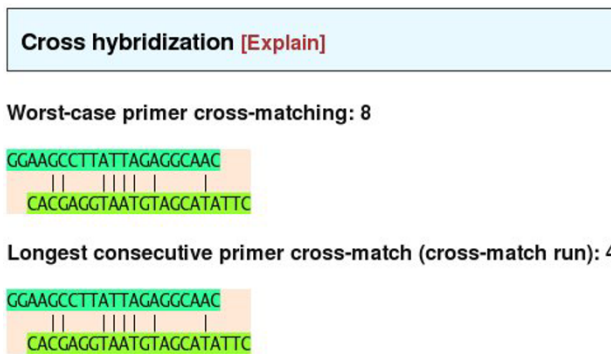 Cross hybridization [Explain]
Worst-case primer cross-matching: 8
GGAAGCCTTATTAGAGGCAAC
|| |||| | |
CACGAGGTAATGTAGCATATTC
Longest consecutive primer cross-match (cross-match run): 4
GGAAGCCTTATTAGAGGCAAC
|| |||| | |
CACGAGGTAATGTAGCATATTC